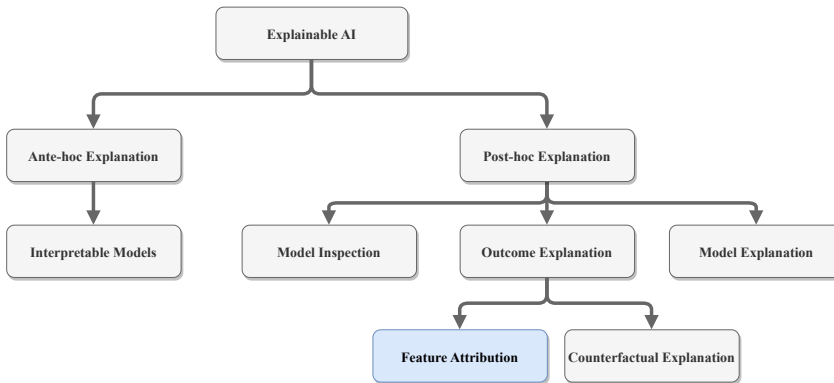 Explainable AI
Ante-hoc Explanation
Post-hoc Explanation
Interpretable Models
Model Inspection
Outcome Explanation
Model Explanation
Feature Attribution
Counterfactual Explanation